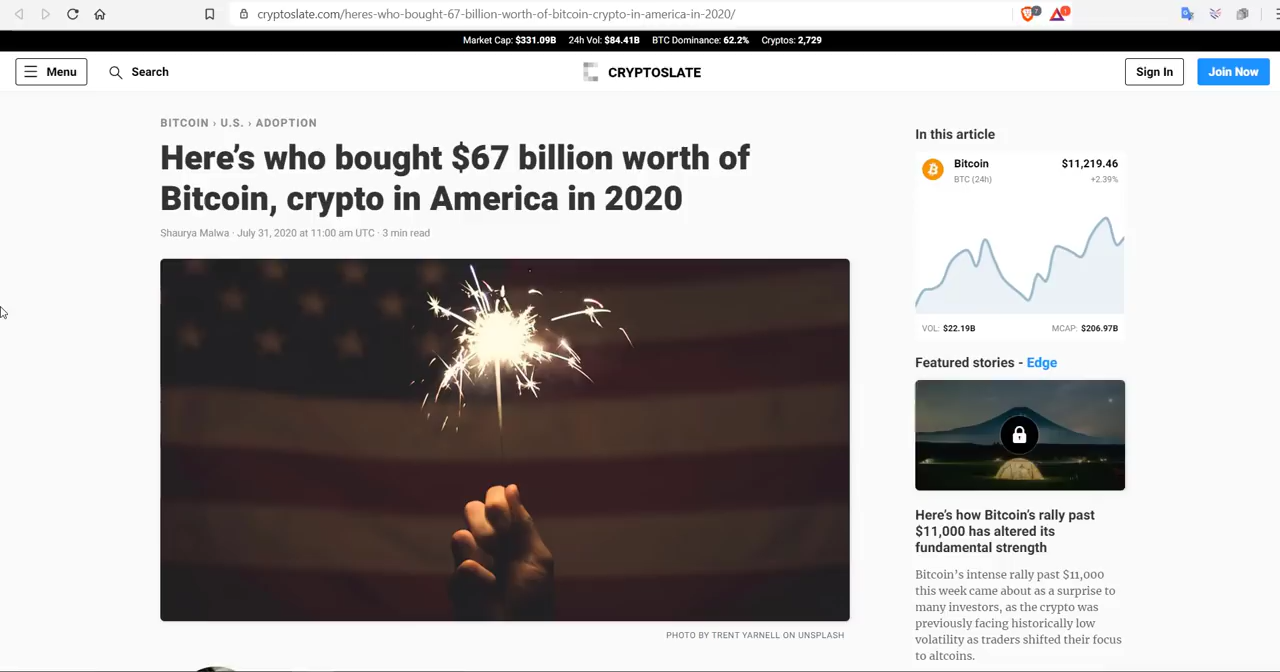 cryptoslate.com/heres-who-bought-67-billion-worth-of-bitcoin-crypto-in-america-in-2020/
7
1
Market Cap: $331.09B 24h Vol: $84.41B BTC Dominance: 62.2% Cryptos: 2,729
Menu
Search
CRYPTOSLATE
Sign In
Join Now
BITCOIN › U.S. › ADOPTION
Here’s who bought $67 billion worth of
Bitcoin, crypto in America in 2020
Shaurya Malwa · July 31, 2020 at 11:00 am UTC · 3 min read
PHOTO BY TRENT YARNELL ON UNSPLASH
In this article
Bitcoin $11,219.46
BTC (24h) +2.39%
VOL: $22.19B MCAP: $206.97B
Featured stories - Edge
Here’s how Bitcoin’s rally past
$11,000 has altered its
fundamental strength
Bitcoin’s intense rally past $11,000
this week came about as a surprise to
many investors, as the crypto was
previously facing historically low
volatility as traders shifted their focus
to altcoins.